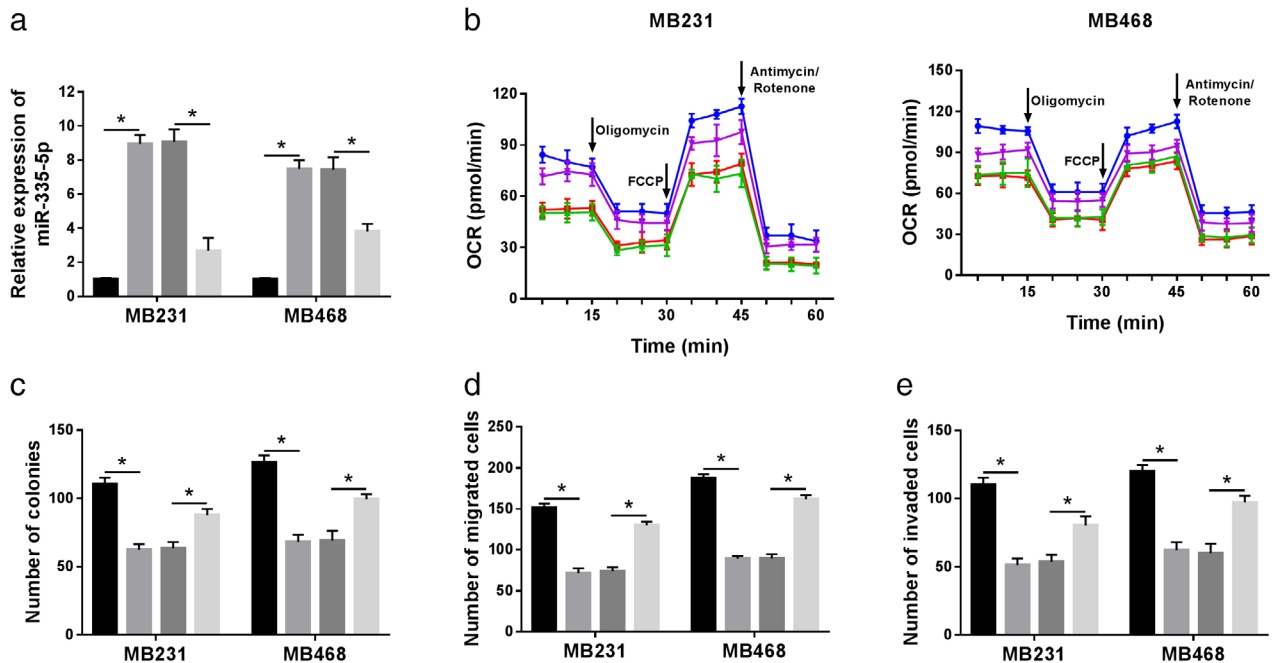 a
Relative expression of
miR-335-5p
12
10
8
6
4
2
0
*
*
*
*
MB231
MB468
b
MB231
OCR (pmol/min)
120
90
60
30
0
Oligomycin
FCCP
Antimycin/
Rotenone
15
30
45
60
Time (min)
MB468
OCR (pmol/min)
150
120
90
60
30
0
Oligomycin
FCCP
Antimycin/
Rotenone
15
30
45
60
Time (min)
c
Number of colonies
150
100
50
0
*
*
*
*
MB231
MB468
d
Number of migrated cells
250
200
150
100
50
0
*
*
*
*
MB231
MB468
e
Number of invaded cells
150
100
50
0
*
*
*
*
MB231
MB468